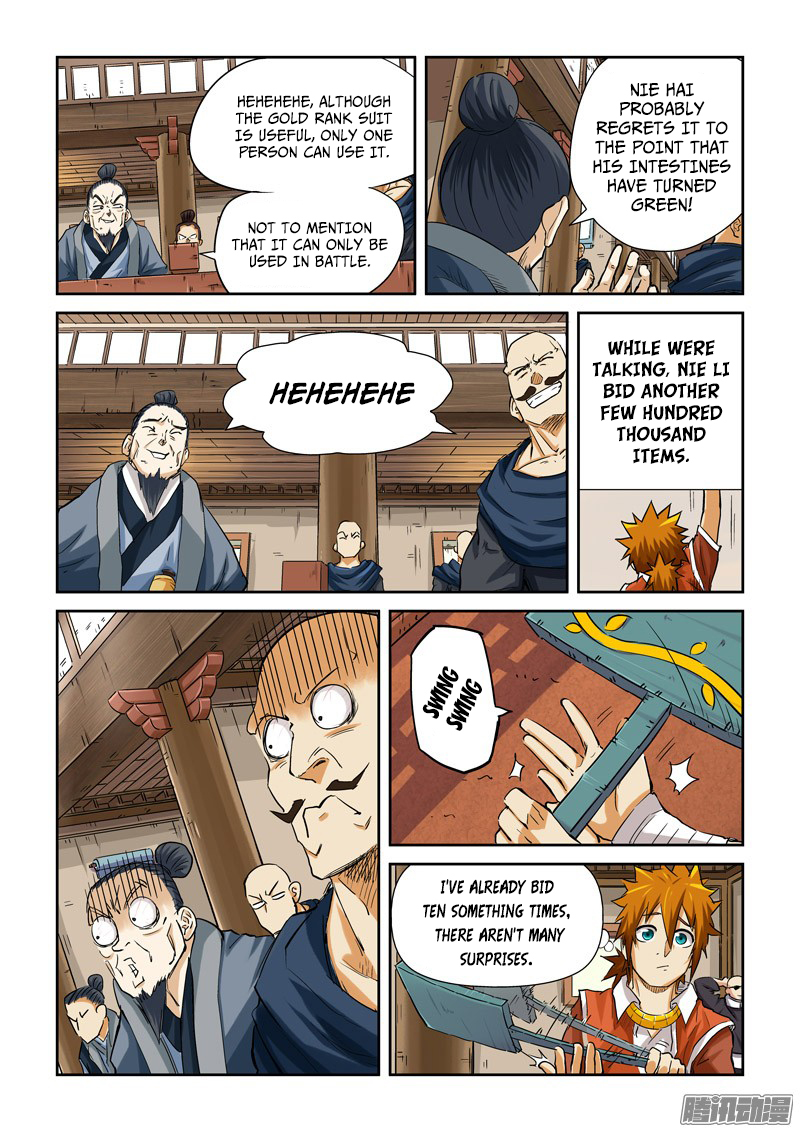 HEHEHEHE, ALTHOUGH
THE GOLD RANK SUIT
IS USEFUL, ONLY ONE
PERSON CAN USE IT.
NOT TO MENTION
THAT IT CAN ONLY BE
USED IN BATTLE.
NIE HAI
PROBABLY
REGRETS IT TO
THE POINT THAT
HIS INTESTINES
HAVE TURNED
GREEN!
HEHEHEHE
WHILE WERE
TALKING, NIE LI
BID ANOTHER
FEW HUNDRED
THOUSAND
ITEMS.
SWING
SWING
I'VE ALREADY BID
TEN SOMETHING TIMES,
THERE AREN'T MANY
SURPRISES.
腾讯动漫